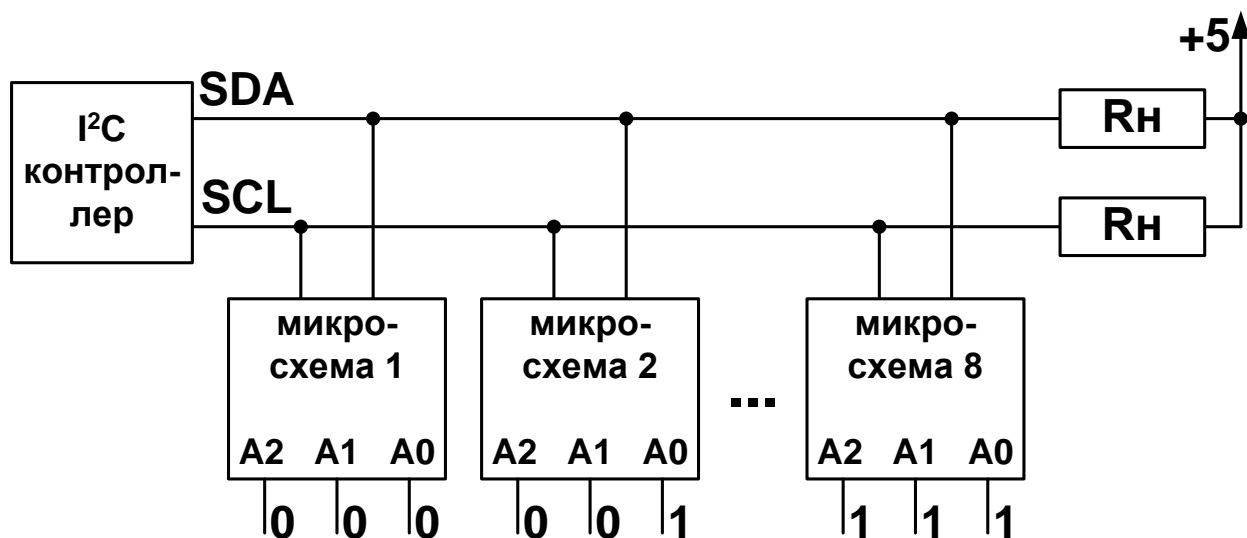 +5
SDA
Rн
I²C
контрол-
лер
SCL
Rн
микро-
схема 1
микро-
схема 2
микро-
схема 8
...
A2 A1 A0
A2 A1 A0
A2 A1 A0
0 0 0
0 0 1
1 1 1